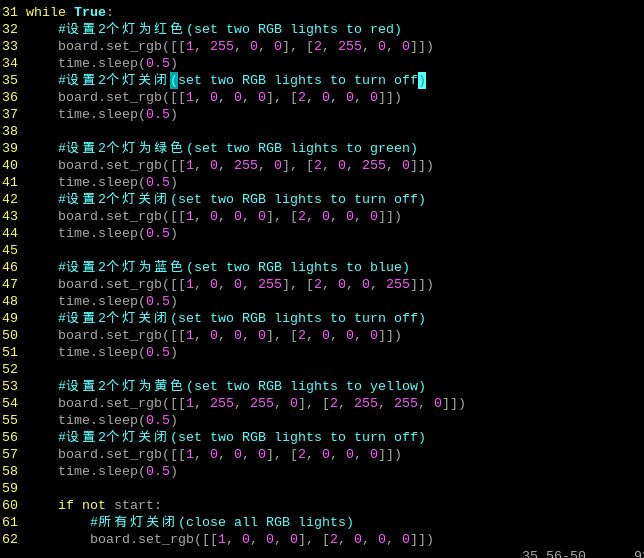 31 while True:
32     #设置2个灯为红色(set two RGB lights to red)
33     board.set_rgb([[1, 255, 0, 0], [2, 255, 0, 0]])
34     time.sleep(0.5)
35     #设置2个灯关闭(set two RGB lights to turn off)
36     board.set_rgb([[1, 0, 0, 0], [2, 0, 0, 0]])
37     time.sleep(0.5)
38
39     #设置2个灯为绿色(set two RGB lights to green)
40     board.set_rgb([[1, 0, 255, 0], [2, 0, 255, 0]])
41     time.sleep(0.5)
42     #设置2个灯关闭(set two RGB lights to turn off)
43     board.set_rgb([[1, 0, 0, 0], [2, 0, 0, 0]])
44     time.sleep(0.5)
45
46     #设置2个灯为蓝色(set two RGB lights to blue)
47     board.set_rgb([[1, 0, 0, 255], [2, 0, 0, 255]])
48     time.sleep(0.5)
49     #设置2个灯关闭(set two RGB lights to turn off)
50     board.set_rgb([[1, 0, 0, 0], [2, 0, 0, 0]])
51     time.sleep(0.5)
52
53     #设置2个灯为黄色(set two RGB lights to yellow)
54     board.set_rgb([[1, 255, 255, 0], [2, 255, 255, 0]])
55     time.sleep(0.5)
56     #设置2个灯关闭(set two RGB lights to turn off)
57     board.set_rgb([[1, 0, 0, 0], [2, 0, 0, 0]])
58     time.sleep(0.5)
59
60     if not start:
61         #所有灯关闭(close all RGB lights)
62         board.set_rgb([[1, 0, 0, 0], [2, 0, 0, 0]])
35,56-50